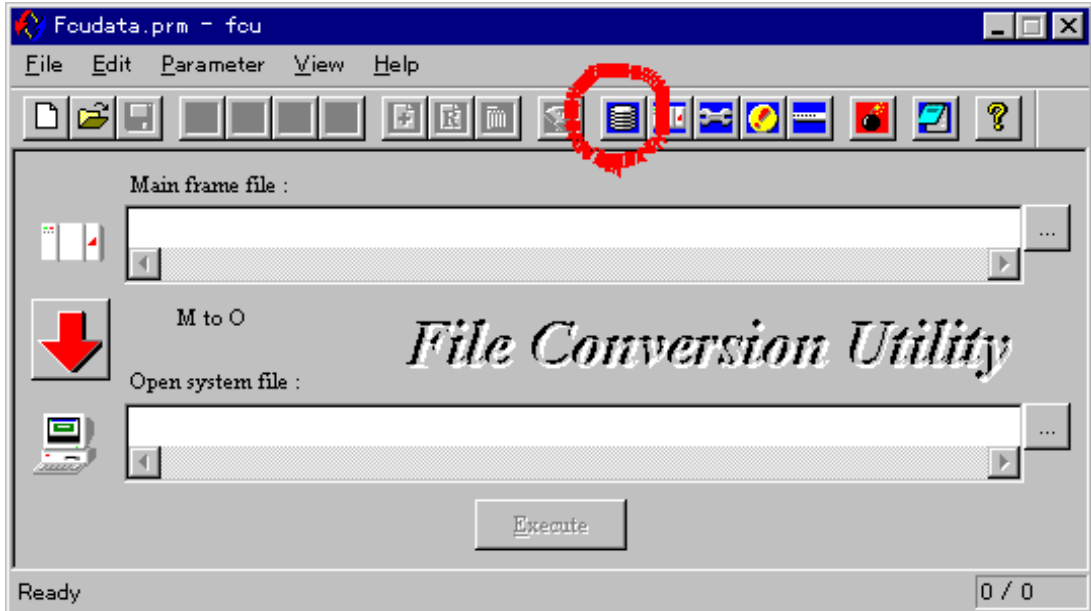 Fcudata.prm - fcu
File Edit Parameter View Help
Main frame file :
...
M to O
File Conversion Utility
Open system file :
...
Execute
Ready
0 / 0